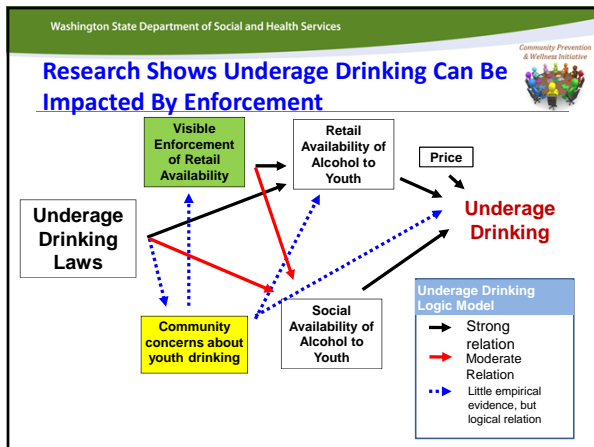 Washington State Department of Social and Health Services
Community Prevention
& Wellness Initiative
Research Shows Underage Drinking Can Be
Impacted By Enforcement
Visible
Enforcement
of Retail
Availability
Retail
Availability of
Alcohol to
Youth
Price
Underage
Drinking
Laws
Underage
Drinking
Community
concerns about
youth drinking
Social
Availability of
Alcohol to
Youth
Underage Drinking
Logic Model
Strong
relation
Moderate
Relation
Little empirical
evidence, but
logical relation